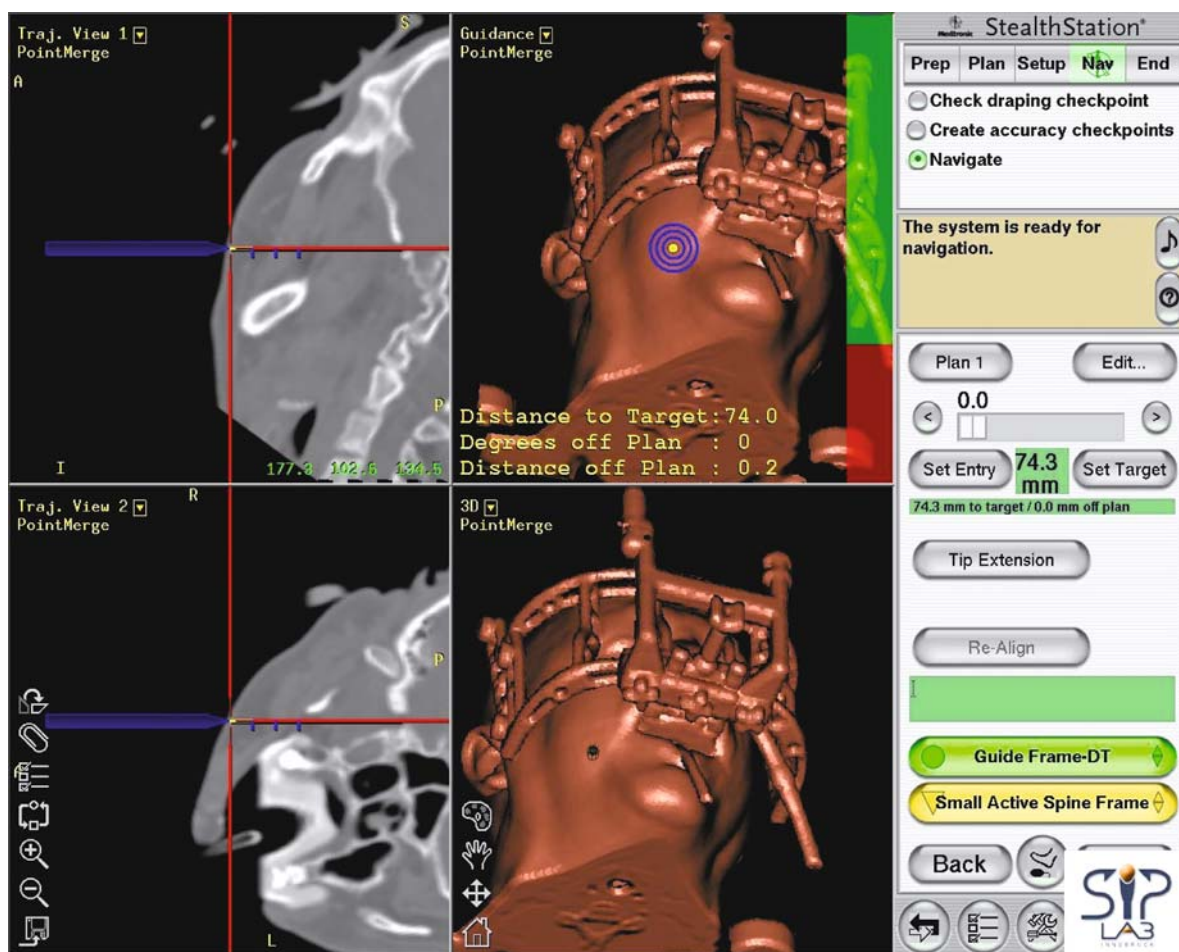 Traj. View 1
PointMerge
S
A
P
I
177.3 102.6 134.5
Guidance
PointMerge
Distance to Target:74.0
Degrees off Plan : 0
Distance off Plan : 0.2
Traj. View 2
PointMerge
R
P
L
3D
PointMerge
Medtronic
StealthStation®
Prep
Plan
Setup
Nav
End
Check draping checkpoint
Create accuracy checkpoints
Navigate
The system is ready for
navigation.
Plan 1
Edit...
0.0
<
>
Set Entry
74.3
mm
Set Target
74.3 mm to target / 0.0 mm off plan
Tip Extension
Re-Align
Guide Frame-DT
Small Active Spine Frame
Back
SIP
LAB
INNSBRUCK